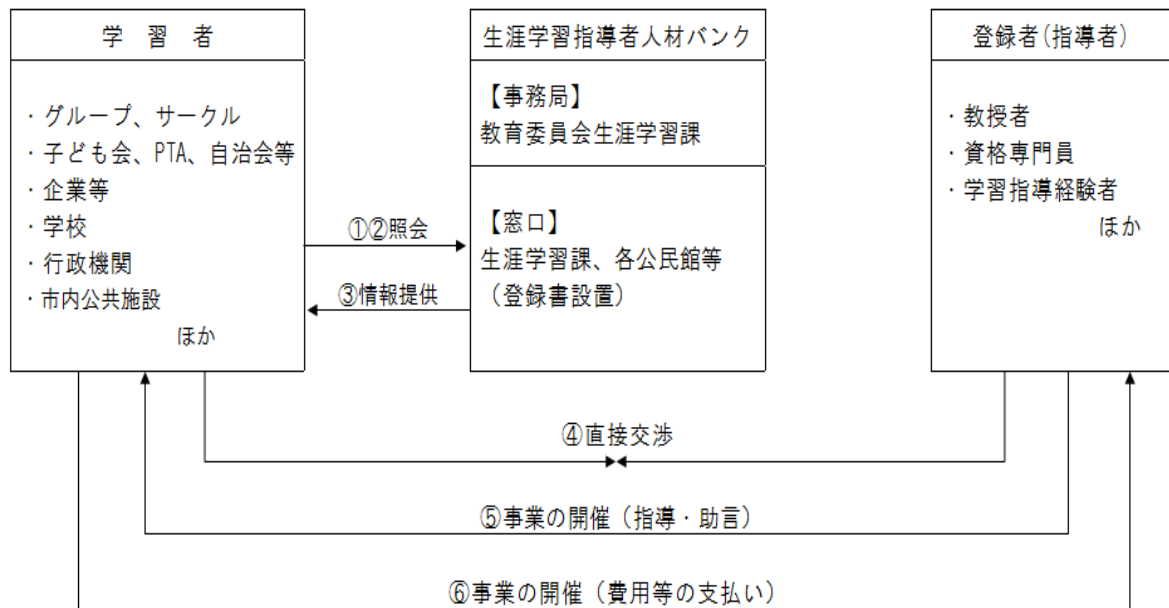 学 習 者
・グループ、サークル
・子ども会、PTA、自治会等
・企業等
・学校
・行政機関
・市内公共施設
ほか
①②照会
③情報提供
生涯学習指導者人材バンク
【事務局】
教育委員会生涯学習課
【窓口】
生涯学習課、各公民館等
（登録書設置）
登録者(指導者)
・教授者
・資格専門員
・学習指導経験者
ほか
④直接交渉
⑤事業の開催（指導・助言）
⑥事業の開催（費用等の支払い）